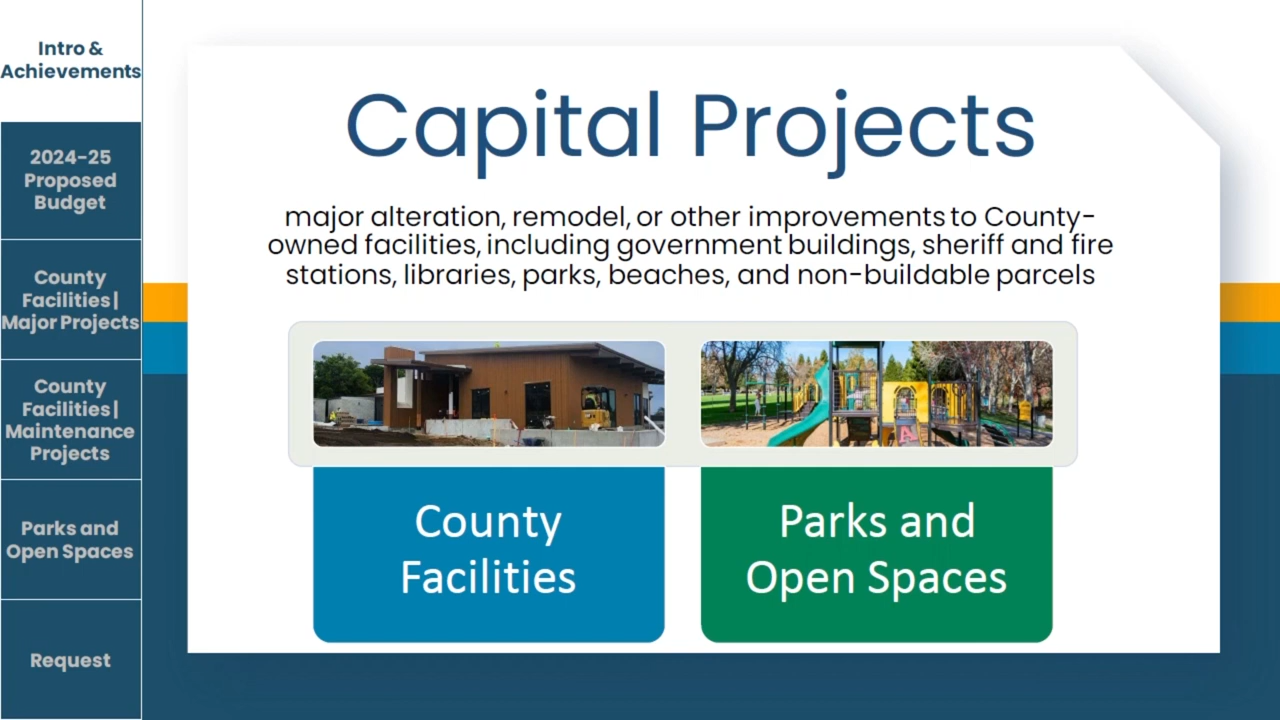 Intro &
Achievements
2024-25
Proposed
Budget
County
Facilities|
Major Projects
County
Facilities|
Maintenance
Projects
Parks and
Open Spaces
Request
Capital Projects
major alteration, remodel, or other improvements to County-
owned facilities, including government buildings, sheriff and fire
stations, libraries, parks, beaches, and non-buildable parcels
County
Facilities
Parks and
Open Spaces